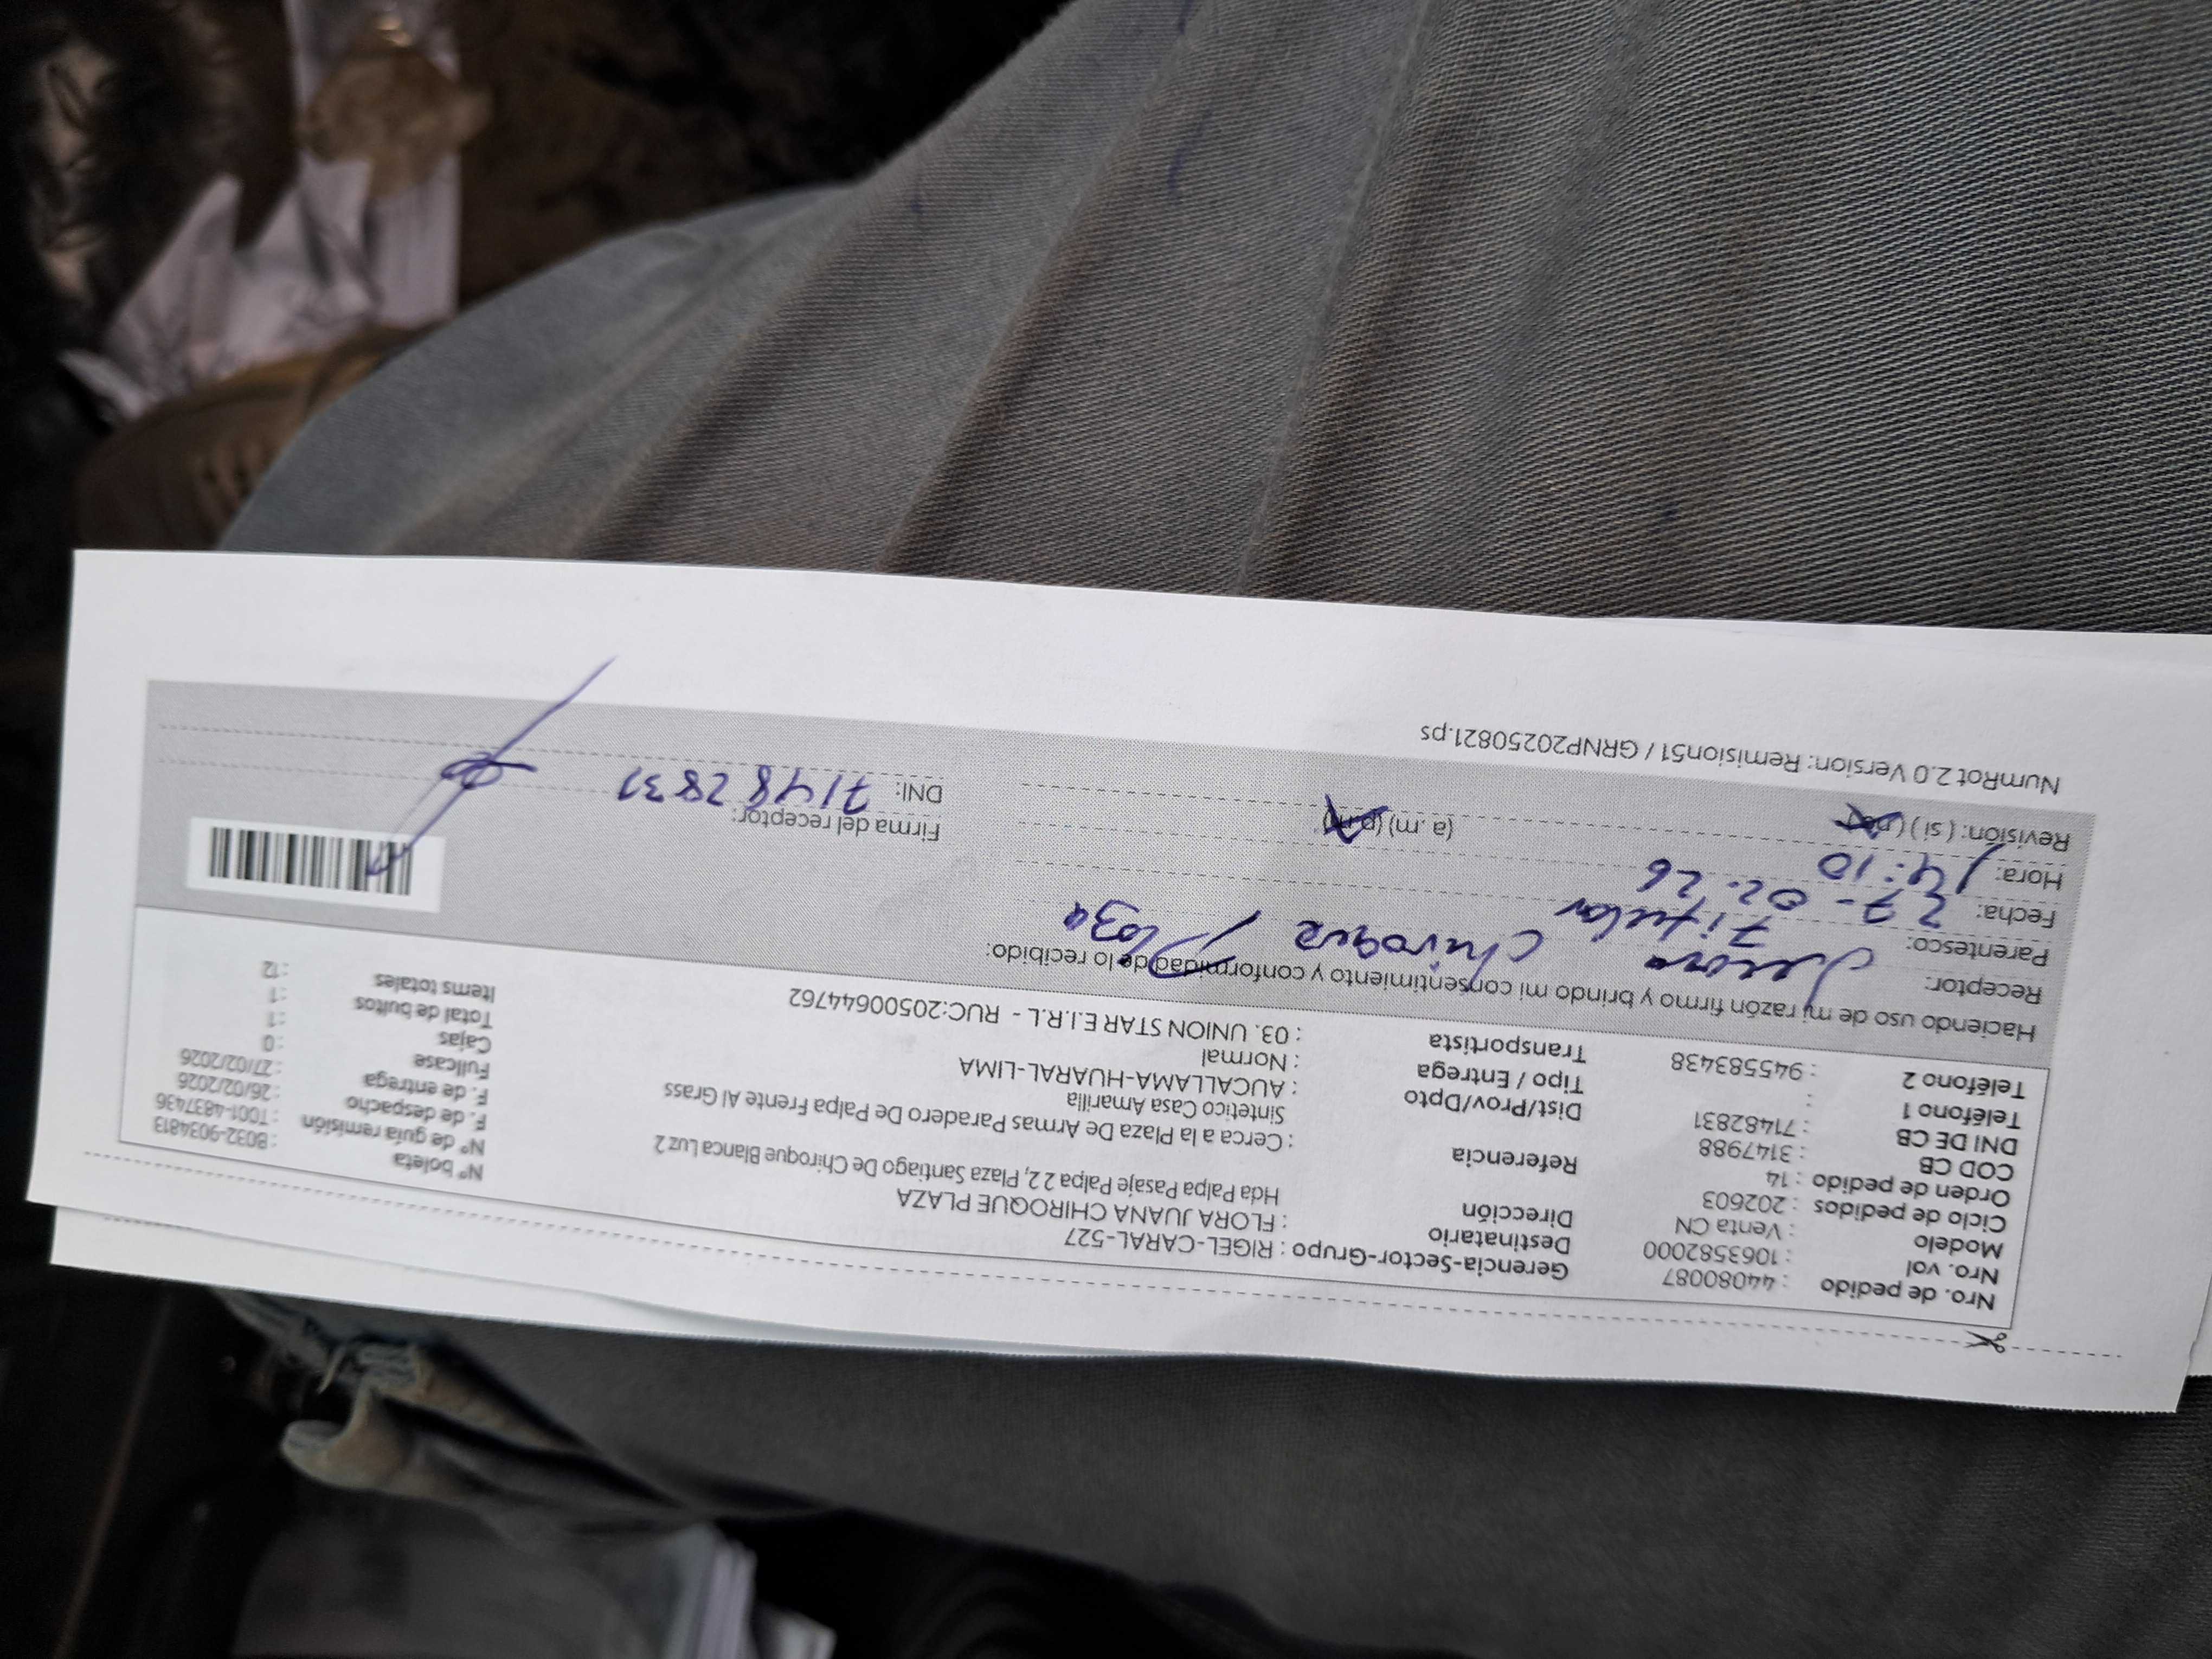 Nro. de pedido : 44080087
Nro. vol : 1063582000
Modelo : Venta CN
Ciclo de pedidos : 202603
Orden de pedido : 14
COD CB : 3147988
DNI DE CB : 71482831
Teléfono 1 :
Teléfono 2 : 945583438
Gerencia-Sector-Grupo : RIGEL-CARAL-527
Destinatario : FLORA JUANA CHIROQUE PLAZA
Dirección Hda Palpa Pasaje Palpa 2 2, Plaza Santiago De Chiroque Blanca Luz 2
Referencia : Cerca a la Plaza De Armas Paradero De Palpa Frente Al Grass
Sintetico Casa Amarilla
Dist/Prov/Dpto : AUCALLAMA-HUARAL-LIMA
Tipo / Entrega : Normal
Transportista : 03. UNION STAR E.I.R.L - RUC:20500644762
Nº boleta : B032-9034813
Nº de guía remisión : T001-4837436
F. de despacho : 26/02/2026
F. de entrega : 27/02/2026
Fullcase : 0
Cajas : 1
Total de bultos : 1
Items totales : 12
Haciendo uso de mi razón firmo y brindo mi consentimiento y conformidad de lo recibido:
Receptor: Chiroque Plaza
Parentesco: Titular
Fecha: 27-02.26
Hora: 14:10 (a. m) (p.m)
Revisión: ( si ) ( no )
Firma del receptor:
DNI: 71482831
NumRot 2.0 Version: Remision51 / GRNP20250821.ps